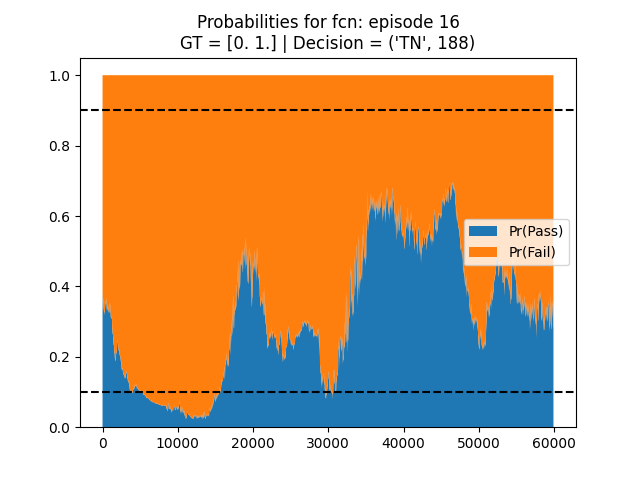 Probabilities for fcn: episode 16
GT = [0. 1.] | Decision = ('TN', 188)
1.0
0.8
0.6
0.4
0.2
0.0
Pr(Pass)
Pr(Fail)
0 10000 20000 30000 40000 50000 60000